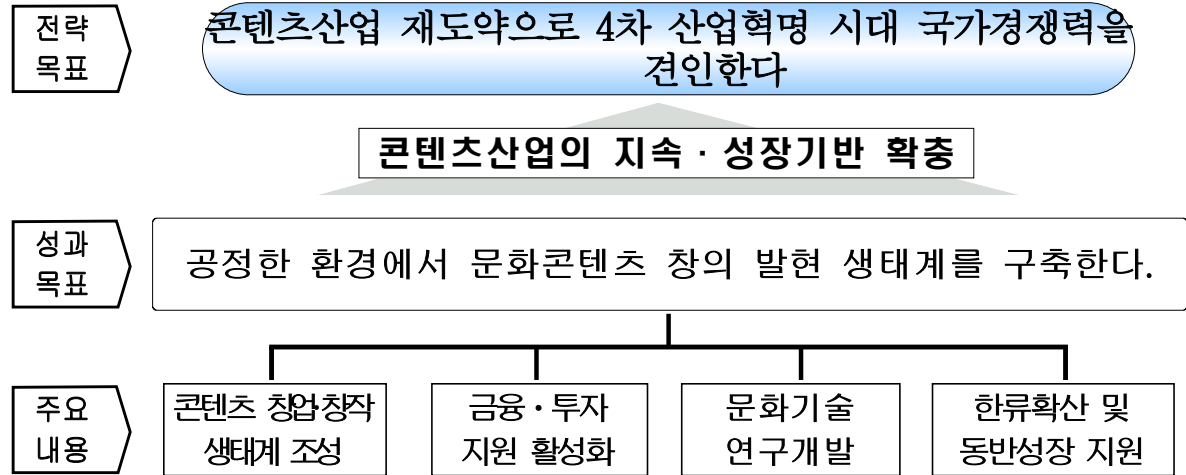 전략
목표
콘텐츠산업 재도약으로 4차 산업혁명 시대 국가경쟁력을
견인한다
콘텐츠산업의 지속 · 성장기반 확충
성과
목표
공정한 환경에서 문화콘텐츠 창의 발현 생태계를 구축한다.
주요
내용
콘텐츠 창업·창작
생태계 조성
금융 · 투자
지원 활성화
문화기술
연구개발
한류확산 및
동반성장 지원